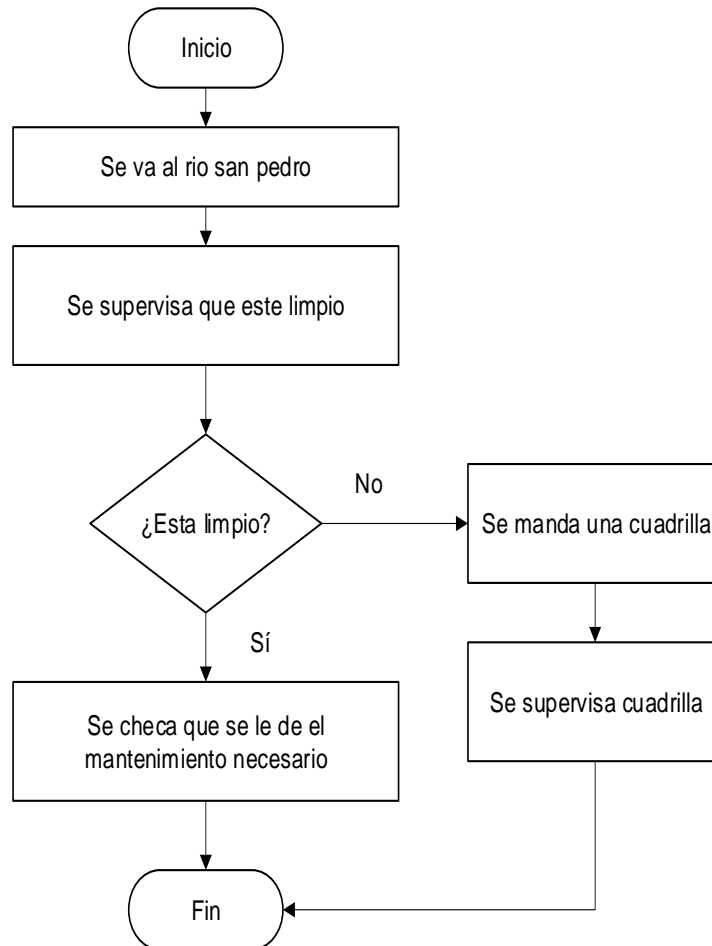 Inicio
Se va al rio san pedro
Se supervisa que este limpio
¿Esta limpio?
No
Se manda una cuadrilla
Sí
Se supervisa cuadrilla
Se checa que se le de el
mantenimiento necesario
Fin